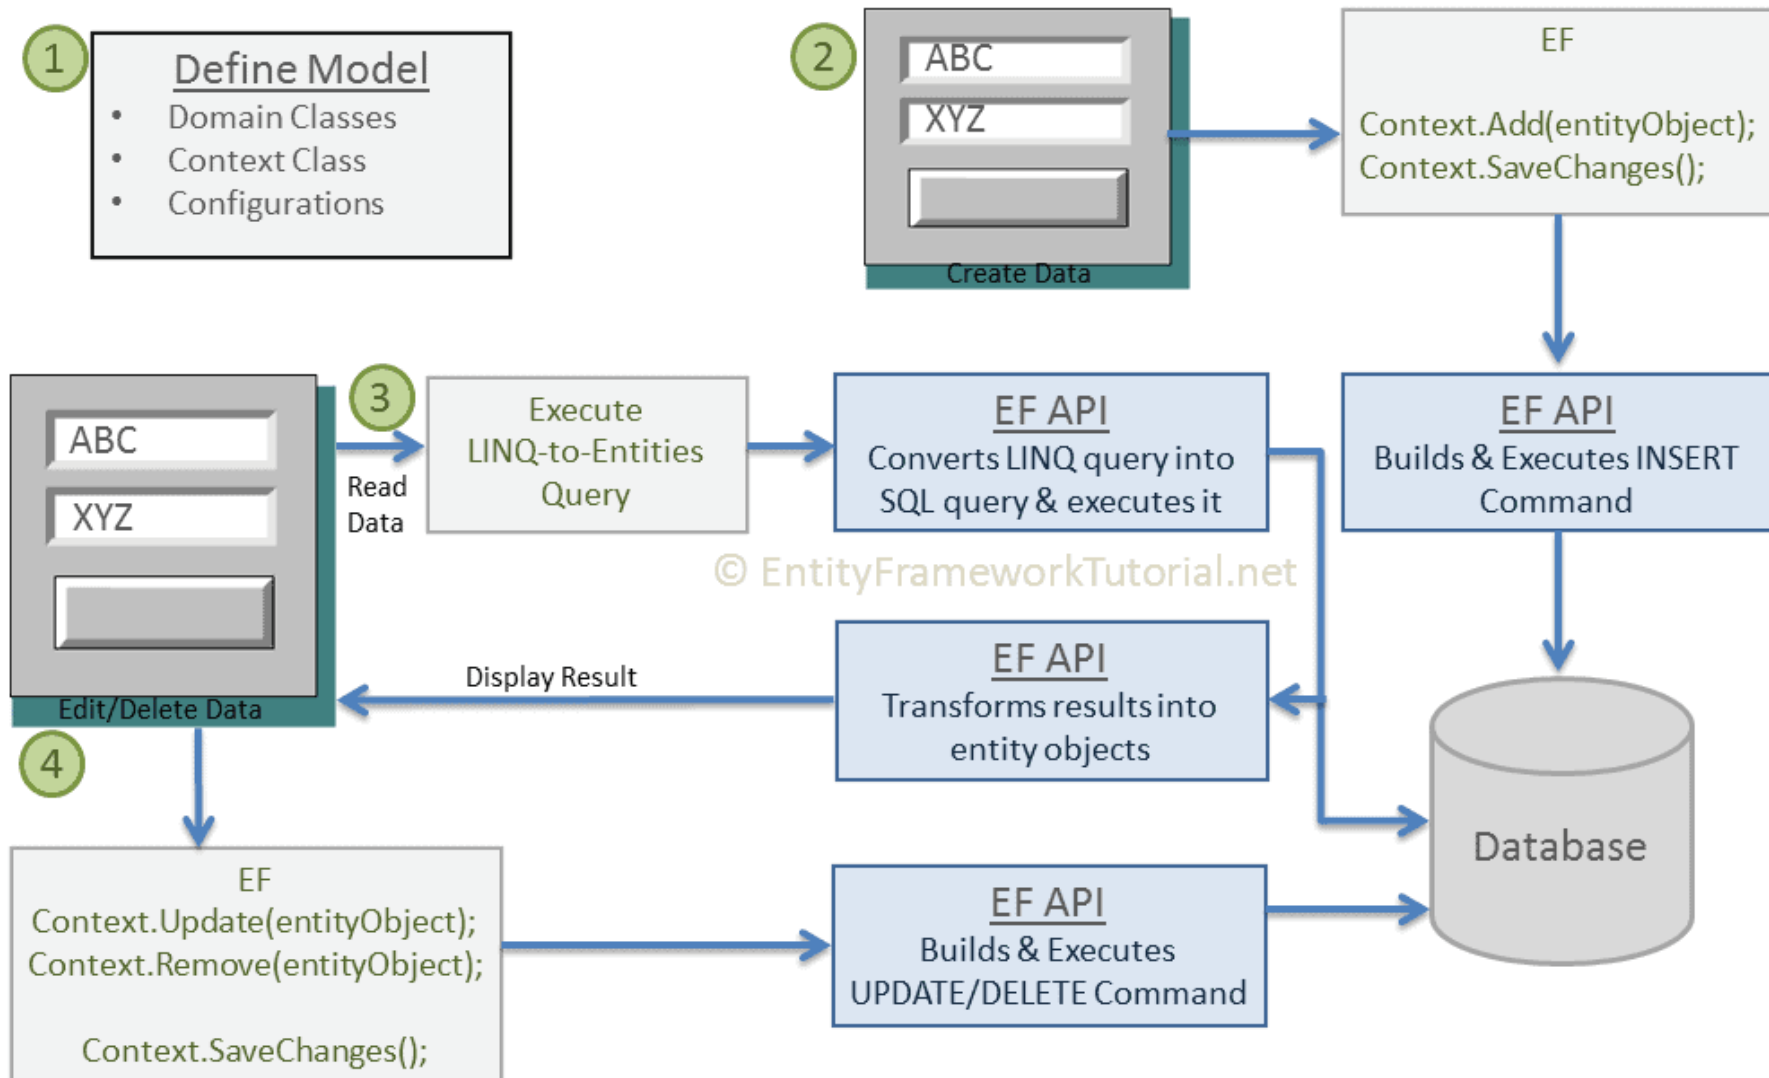 1
Define Model
• Domain Classes
• Context Class
• Configurations
2
ABC
XYZ
Create Data
EF
Context.Add(entityObject);
Context.SaveChanges();
ABC
XYZ
Edit/Delete Data
3
Read
Data
Execute
LINQ-to-Entities
Query
EF API
Converts LINQ query into
SQL query & executes it
EF API
Builds & Executes INSERT
Command
© EntityFrameworkTutorial.net
Display Result
EF API
Transforms results into
entity objects
Database
4
EF
Context.Update(entityObject);
Context.Remove(entityObject);
Context.SaveChanges();
EF API
Builds & Executes
UPDATE/DELETE Command